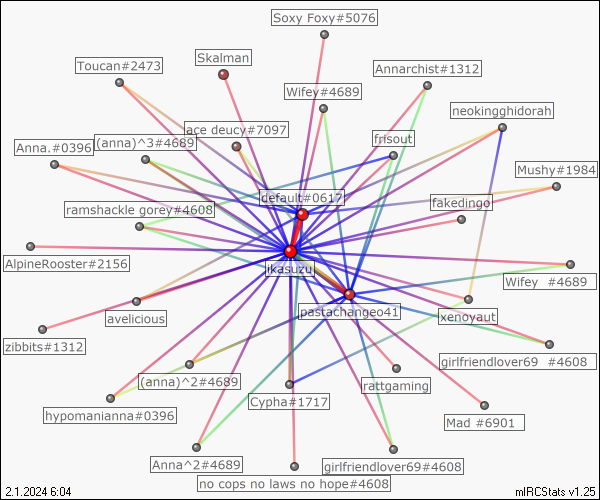 Soxy Foxy#5076
Skalman
Toucan#2473
Annarchist#1312
Wifey#4689
neokingghidorah
ace deucy#7097
frisout
(anna)^3#4689
Anna.#0396
Mushy#1984
default#0617
fakedingo
ramshackle gorey#4608
AlpineRooster#2156
jikasuzu
Wifey  #4689
pastachangeo41
xenoyaut
avelicious
zibbits#1312
girlfriendlover69  #4608
(anna)^2#4689
rattgaming
Cypha#1717
hypomanianna#0396
Mad #6901
Anna^2#4689
girlfriendlover69#4608
no cops no laws no hope#4608
2.1.2024 6:04
mIRCStats v1.25